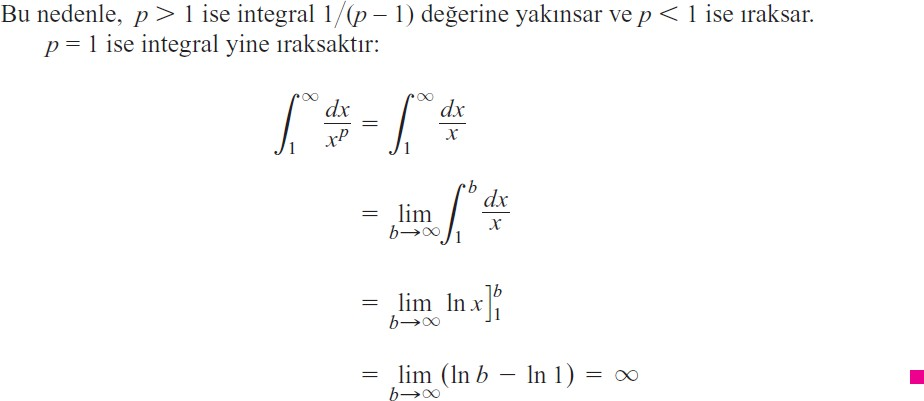 Bu nedenle, p > 1 ise integral 1/(p – 1) değerine yakınsar ve p < 1 ise ıraksar.
p = 1 ise integral yine ıraksaktır:
∫₁^∞ dx/x^p = ∫₁^∞ dx/x
= lim_{b→∞} ∫₁^b dx/x
= lim_{b→∞} ln x]₁^b
= lim_{b→∞} (ln b − ln 1) = ∞